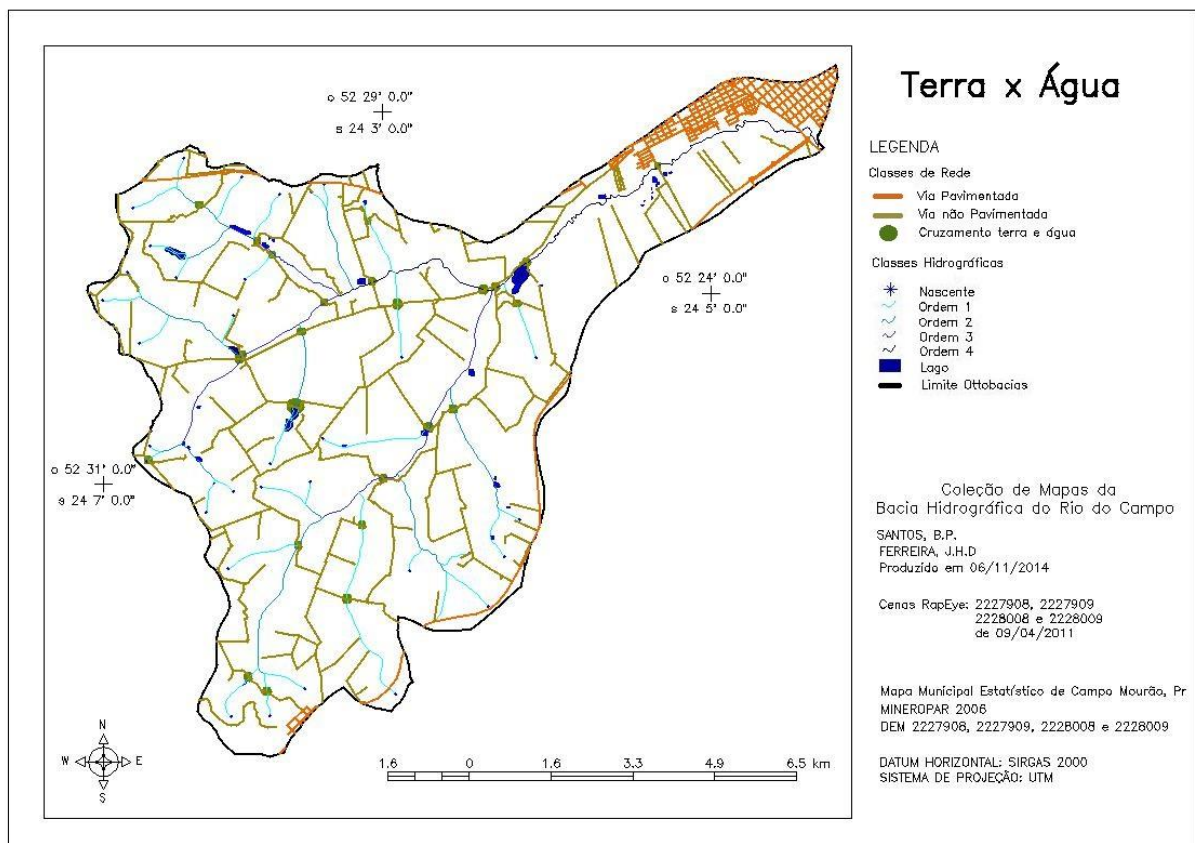 Terra x Água
LEGENDA
Classes de Rede
Via Pavimentada
Via não Pavimentada
Cruzamento terra e água
Classes Hidrográficas
Nascente
Ordem 1
Ordem 2
Ordem 3
Ordem 4
Lago
Limite Ottobacias
o 52 29' 0.0"
s 24 3' 0.0"
o 52 24' 0.0"
s 24 5' 0.0"
o 52 31' 0.0"
s 24 7' 0.0"
N
W E
S
1.6 0 1.6 3.3 4.9 6.5 km
Coleção de Mapas da
Bacia Hidrográfica do Rio do Campo
SANTOS, B.P.
FERREIRA, J.H.D
Produzido em 06/11/2014
Cenas RapEye: 2227908, 2227909
2228008 e 2228009
de 09/04/2011
Mapa Municipal Estatístico de Campo Mourão, Pr
MINEROPAR 2006
DEM 2227908, 2227909, 2228008 e 2228009
DATUM HORIZONTAL: SIRGAS 2000
SISTEMA DE PROJEÇÃO: UTM